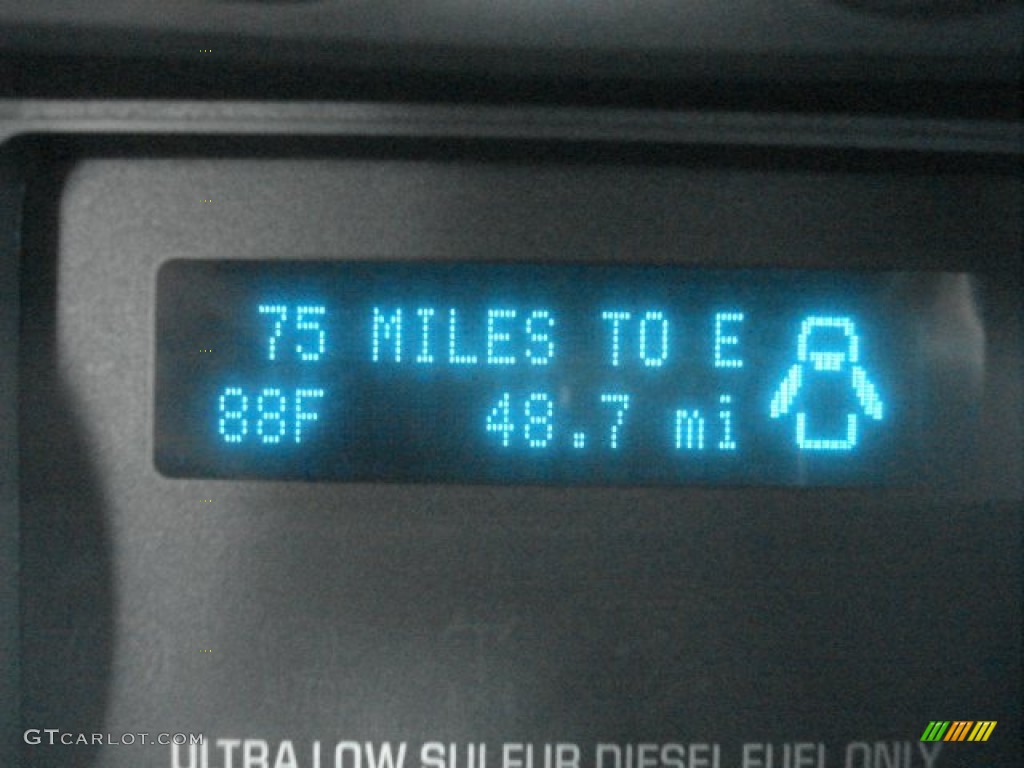 75 MILES TO E
88F 48.7 mi
GTCARLOT.COM
ULTRA LOW SULFUR DIESEL FUEL ONLY